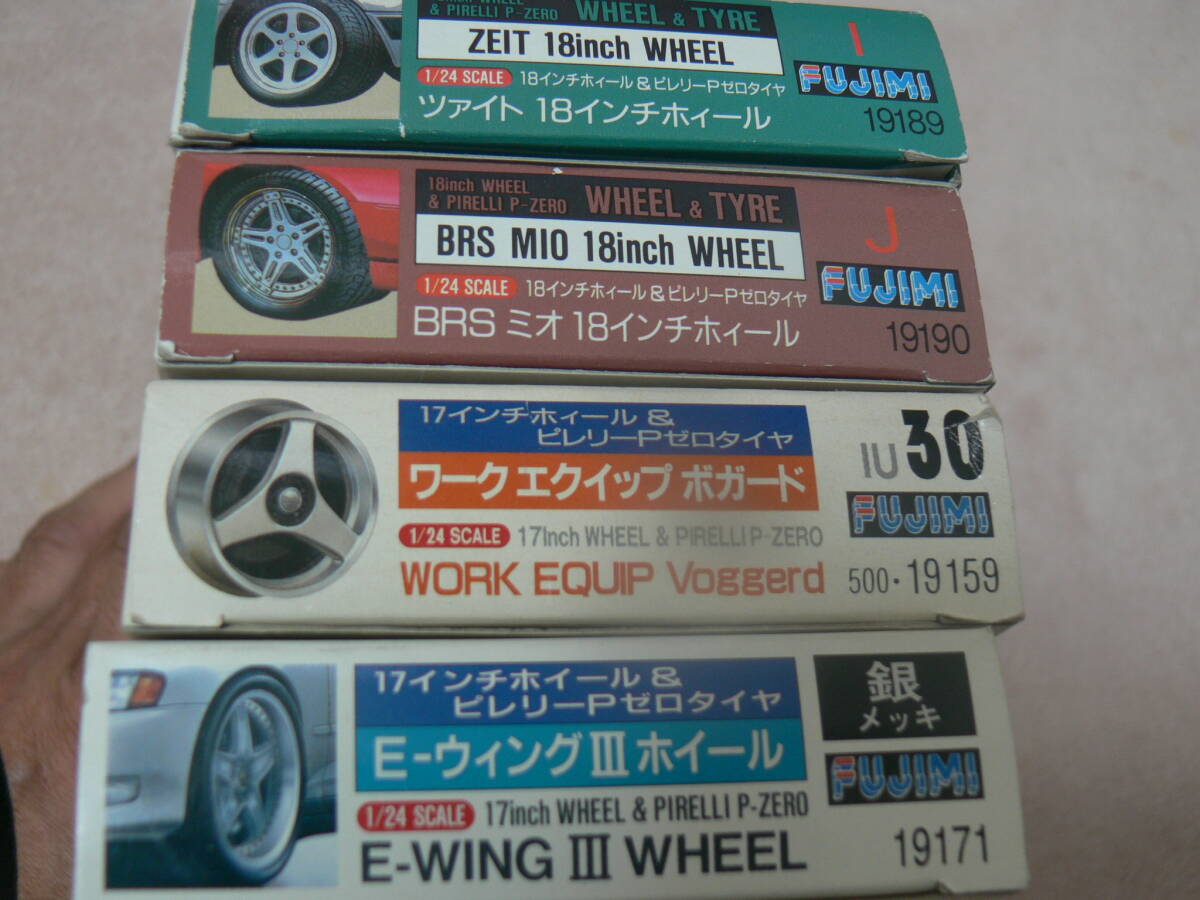 & PIRELLI P-ZERO WHEEL & TYRE
ZEIT 18inch WHEEL
1/24 SCALE 18インチホィール&ピレリーPゼロタイヤ
ツァイト 18インチホィール
I
FUJIMI
19189
18inch WHEEL
& PIRELLI P-ZERO WHEEL & TYRE
BRS MIO 18inch WHEEL
1/24 SCALE 18インチホィール&ピレリーPゼロタイヤ
BRS ミオ 18インチホィール
J
FUJIMI
19190
17インチホィール &
ピレリーPゼロタイヤ
ワークエクイップ ボガード
1/24 SCALE 17inch WHEEL & PIRELLI P-ZERO
WORK EQUIP Voggerd
IU 30
FUJIMI
500・19159
17インチホイール &
ピレリーPゼロタイヤ
E-ウィングⅢホイール
1/24 SCALE 17inch WHEEL & PIRELLI P-ZERO
E-WING Ⅲ WHEEL
銀
メッキ
FUJIMI
19171